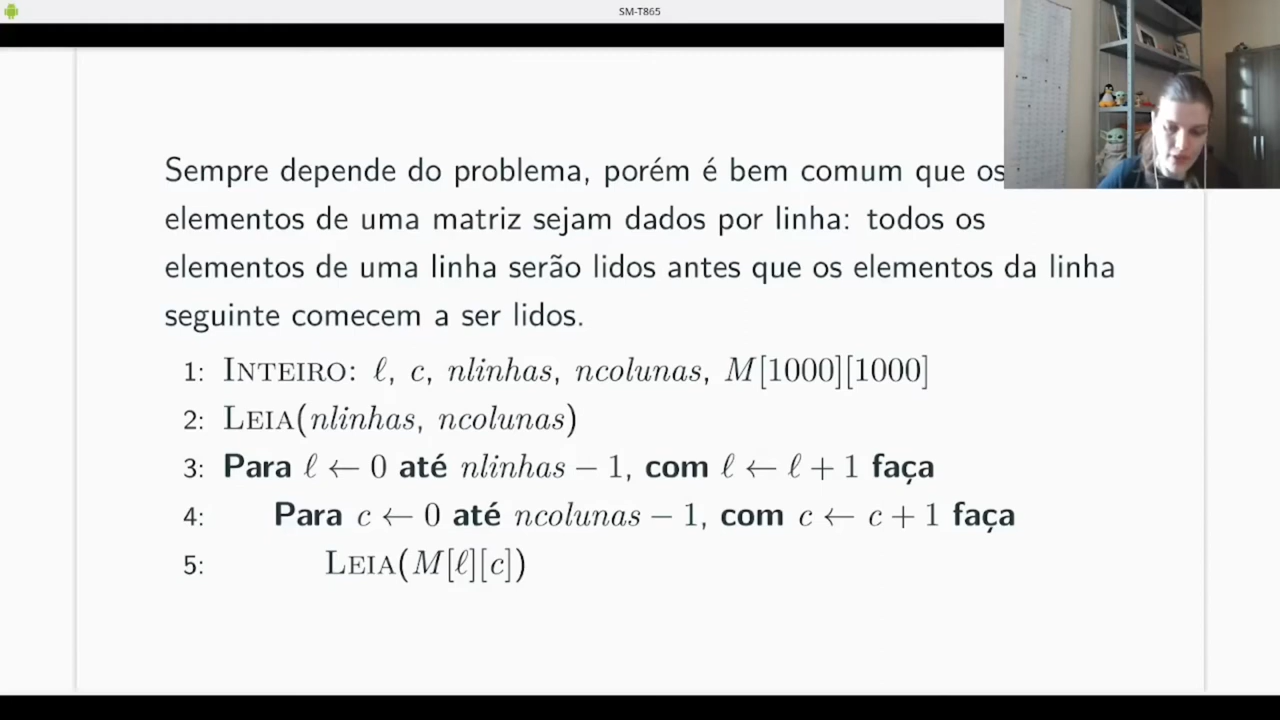 SM-T865
Sempre depende do problema, porém é bem comum que os
elementos de uma matriz sejam dados por linha: todos os
elementos de uma linha serão lidos antes que os elementos da linha
seguinte comecem a ser lidos.
1: INTEIRO: ℓ, c, nlinhas, ncolunas, M[1000][1000]
2: LEIA(nlinhas, ncolunas)
3: Para ℓ ← 0 até nlinhas − 1, com ℓ ← ℓ + 1 faça
4: Para c ← 0 até ncolunas − 1, com c ← c + 1 faça
5: LEIA(M[ℓ][c])